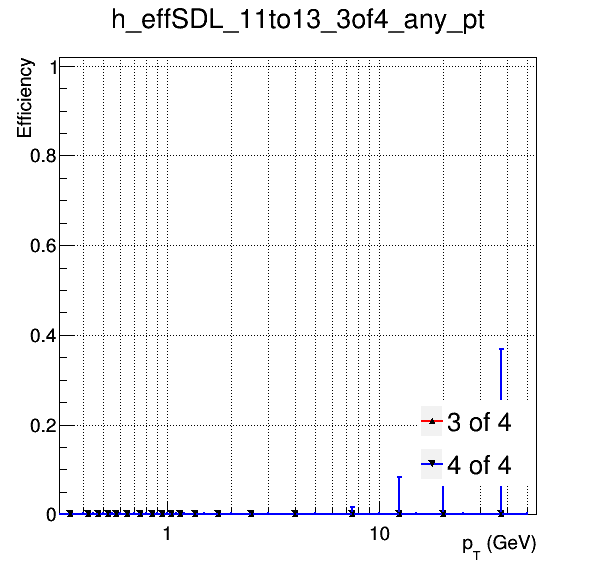 h_effSDL_11to13_3of4_any_pt
Efficiency
1
0.8
0.6
0.4
0.2
0
3 of 4
4 of 4
1
10
p_T (GeV)